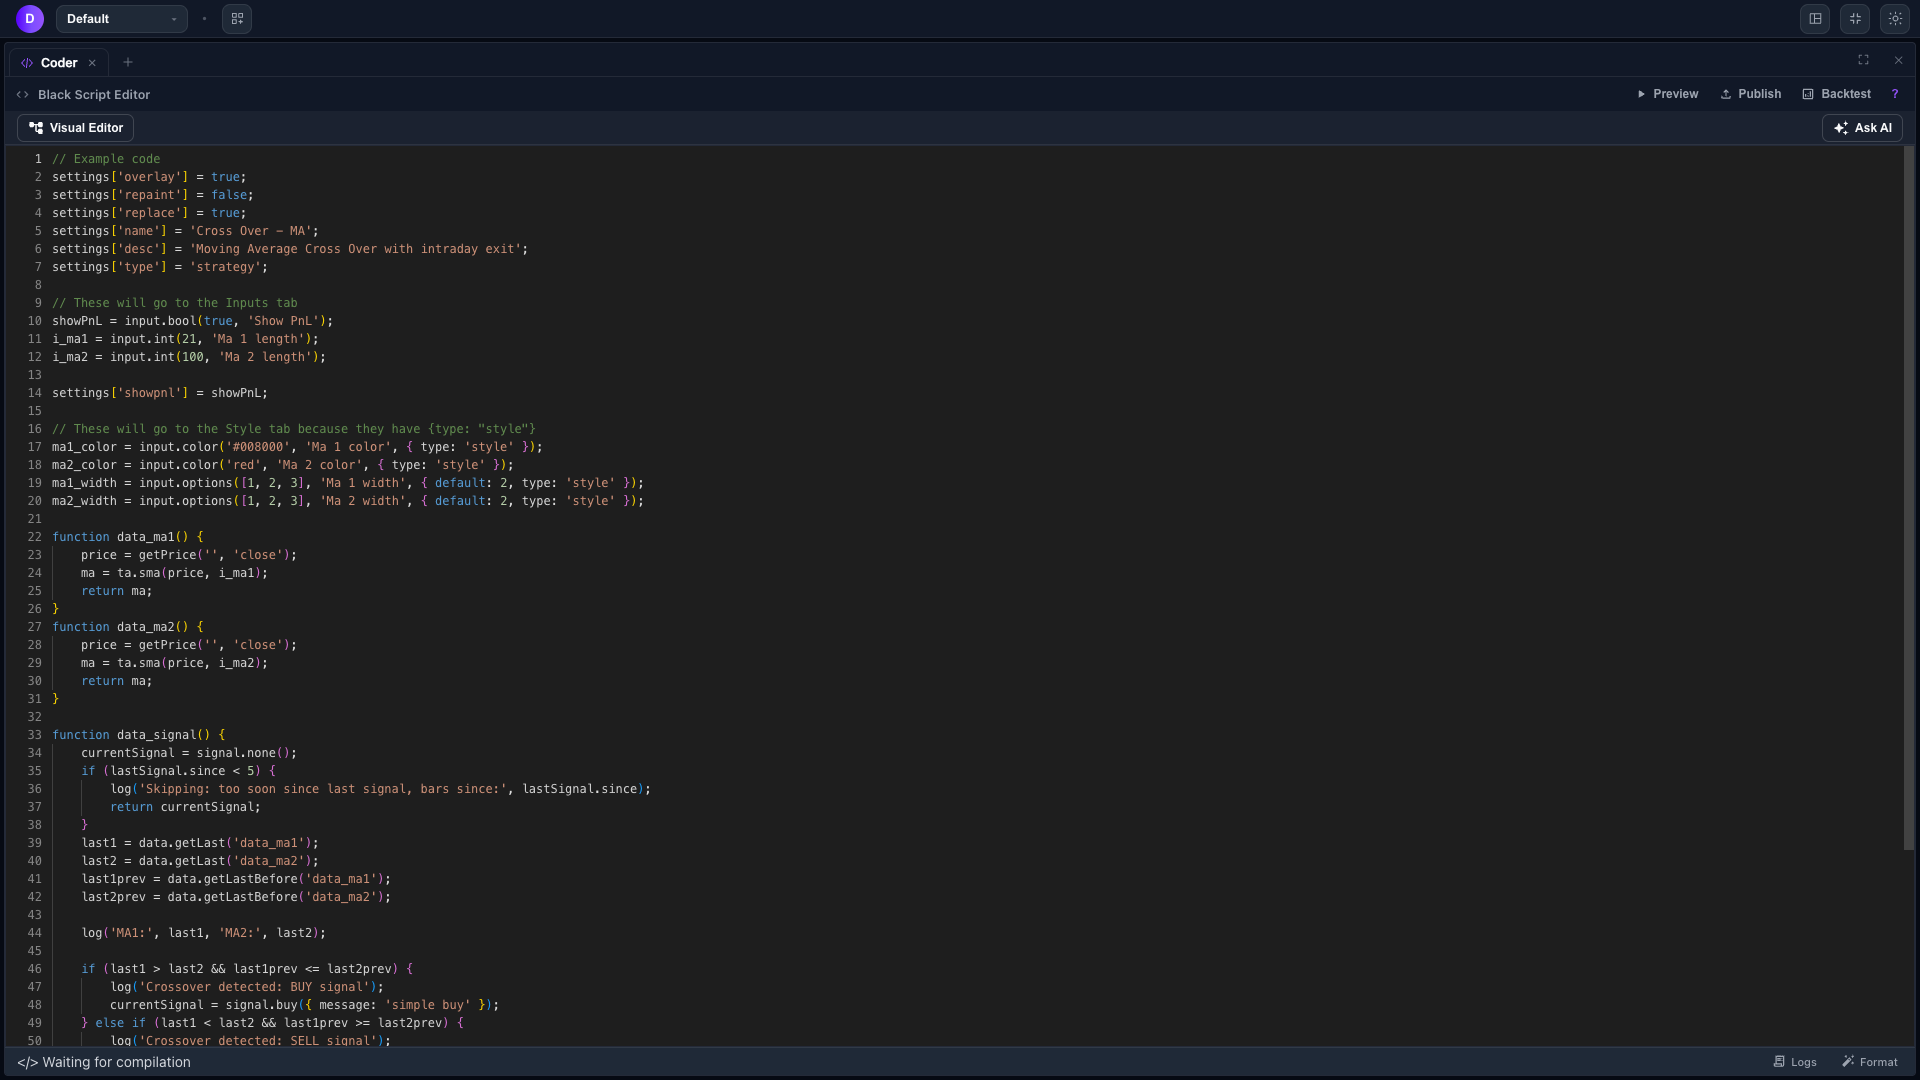 D Default
Coder
Black Script Editor Preview Publish Backtest ?
Visual Editor Ask AI
1 // Example code
2 settings['overlay'] = true;
3 settings['repaint'] = false;
4 settings['replace'] = true;
5 settings['name'] = 'Cross Over – MA';
6 settings['desc'] = 'Moving Average Cross Over with intraday exit';
7 settings['type'] = 'strategy';
8
9 // These will go to the Inputs tab
10 showPnL = input.bool(true, 'Show PnL');
11 i_ma1 = input.int(21, 'Ma 1 length');
12 i_ma2 = input.int(100, 'Ma 2 length');
13
14 settings['showpnl'] = showPnL;
15
16 // These will go to the Style tab because they have {type: "style"}
17 ma1_color = input.color('#008000', 'Ma 1 color', { type: 'style' });
18 ma2_color = input.color('red', 'Ma 2 color', { type: 'style' });
19 ma1_width = input.options([1, 2, 3], 'Ma 1 width', { default: 2, type: 'style' });
20 ma2_width = input.options([1, 2, 3], 'Ma 2 width', { default: 2, type: 'style' });
21
22 function data_ma1() {
23     price = getPrice('', 'close');
24     ma = ta.sma(price, i_ma1);
25     return ma;
26 }
27 function data_ma2() {
28     price = getPrice('', 'close');
29     ma = ta.sma(price, i_ma2);
30     return ma;
31 }
32
33 function data_signal() {
34     currentSignal = signal.none();
35     if (lastSignal.since < 5) {
36         log('Skipping: too soon since last signal, bars since:', lastSignal.since);
37         return currentSignal;
38     }
39     last1 = data.getLast('data_ma1');
40     last2 = data.getLast('data_ma2');
41     last1prev = data.getLastBefore('data_ma1');
42     last2prev = data.getLastBefore('data_ma2');
43
44     log('MA1:', last1, 'MA2:', last2);
45
46     if (last1 > last2 && last1prev <= last2prev) {
47         log('Crossover detected: BUY signal');
48         currentSignal = signal.buy({ message: 'simple buy' });
49     } else if (last1 < last2 && last1prev >= last2prev) {
50         log('Crossover detected: SELL signal');
</> Waiting for compilation Logs Format